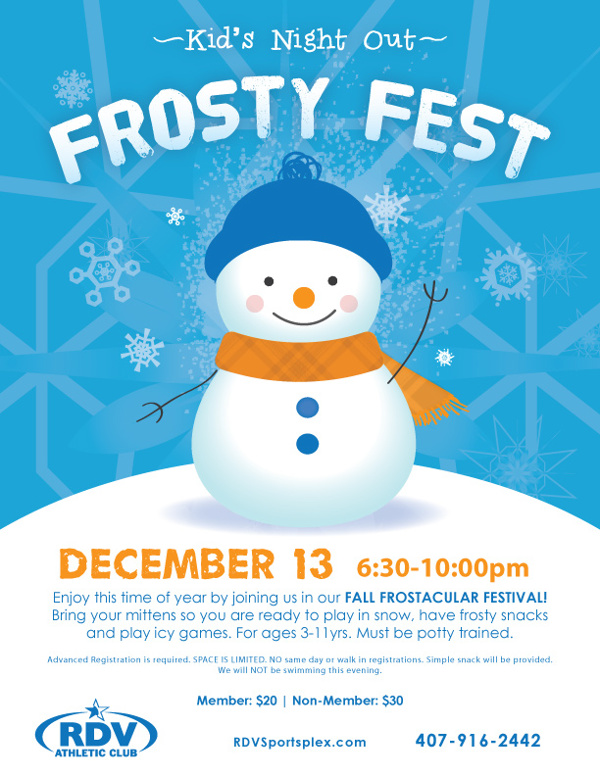 ~Kid's Night Out~
FROSTY FEST
DECEMBER 13 6:30-10:00pm
Enjoy this time of year by joining us in our FALL FROSTACULAR FESTIVAL!
Bring your mittens so you are ready to play in snow, have frosty snacks
and play icy games. For ages 3-11yrs. Must be potty trained.
Advanced Registration is required. SPACE IS LIMITED. NO same day or walk in registrations. Simple snack will be provided.
We will NOT be swimming this evening.
Member: $20 | Non-Member: $30
RDV
ATHLETIC CLUB
RDVSportsplex.com
407-916-2442